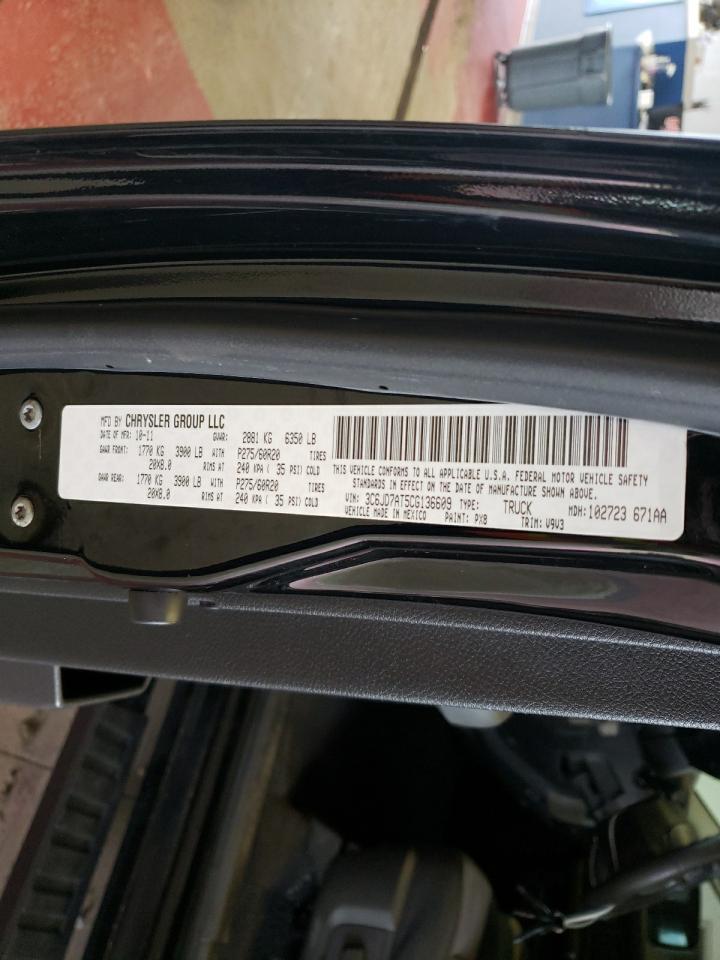 MFD BY CHRYSLER GROUP LLC
DATE OF MFR: 10-11 GVWR: 2881 KG 6350 LB
GAWR FRONT: 1770 KG 3900 LB WITH P275/60R20 TIRES
20X8.0 RIMS AT 240 KPA ( 35 PSI) COLD
GAWR REAR: 1770 KG 3900 LB WITH P275/60R20 TIRES
20X8.0 RIMS AT 240 KPA ( 35 PSI) COLD
THIS VEHICLE CONFORMS TO ALL APPLICABLE U.S.A. FEDERAL MOTOR VEHICLE SAFETY
STANDARDS IN EFFECT ON THE DATE OF MANUFACTURE SHOWN ABOVE.
VIN: 3C6JD7AT5CG136609 TYPE: TRUCK MDH: 102723 671AA
VEHICLE MADE IN MEXICO PAINT: PX8 TRIM: V9V3